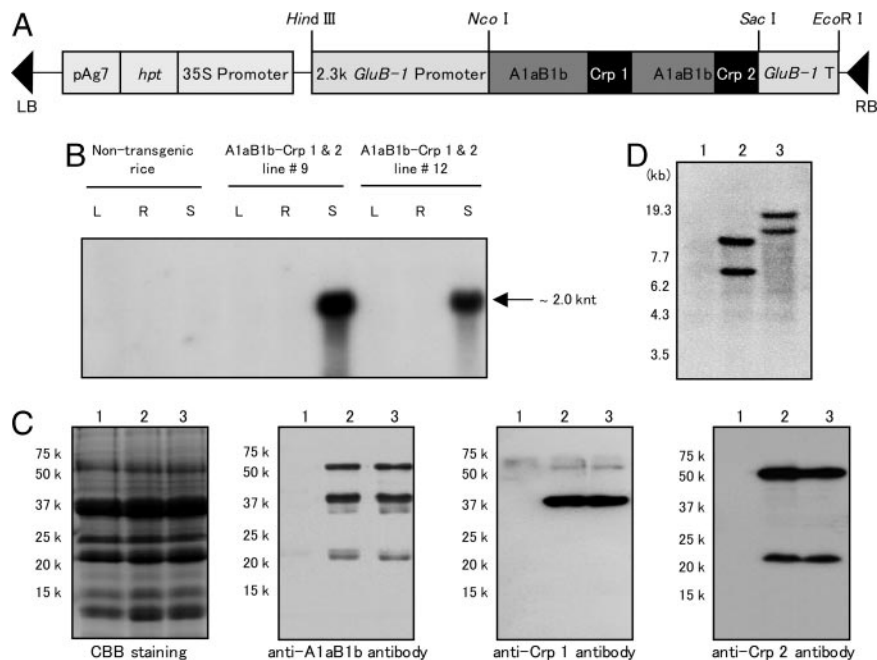 A
Hind III
Nco I
Sac I
EcoR I
pAg7
hpt
35S Promoter
2.3k GluB-1 Promoter
A1aB1b
Crp 1
A1aB1b
Crp 2
GluB-1 T
LB
RB
B
Non-transgenic
rice
A1aB1b-Crp 1 & 2
line # 9
A1aB1b-Crp 1 & 2
line # 12
L R S L R S L R S
~ 2.0 knt
D
1 2 3
(kb)
19.3
7.7
6.2
4.3
3.5
C
1 2 3
75 k
50 k
37 k
25 k
20 k
15 k
CBB staining
1 2 3
75 k
50 k
37 k
25 k
20 k
15 k
anti-A1aB1b antibody
1 2 3
75 k
50 k
37 k
25 k
20 k
15 k
anti-Crp 1 antibody
1 2 3
75 k
50 k
37 k
25 k
20 k
15 k
anti-Crp 2 antibody